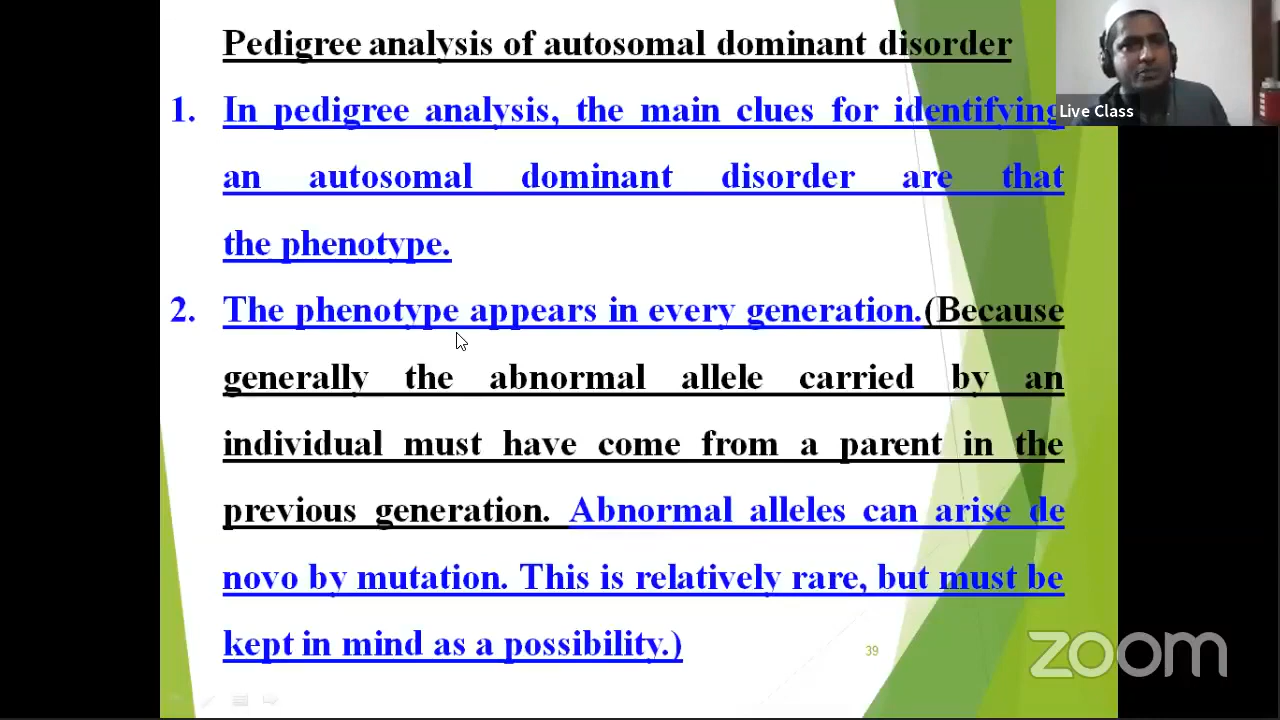 Pedigree analysis of autosomal dominant disorder
1. In pedigree analysis, the main clues for identifying
an autosomal dominant disorder are that
the phenotype.
2. The phenotype appears in every generation.(Because
generally the abnormal allele carried by an
individual must have come from a parent in the
previous generation. Abnormal alleles can arise de
novo by mutation. This is relatively rare, but must be
kept in mind as a possibility.)
39
Live Class
zoom